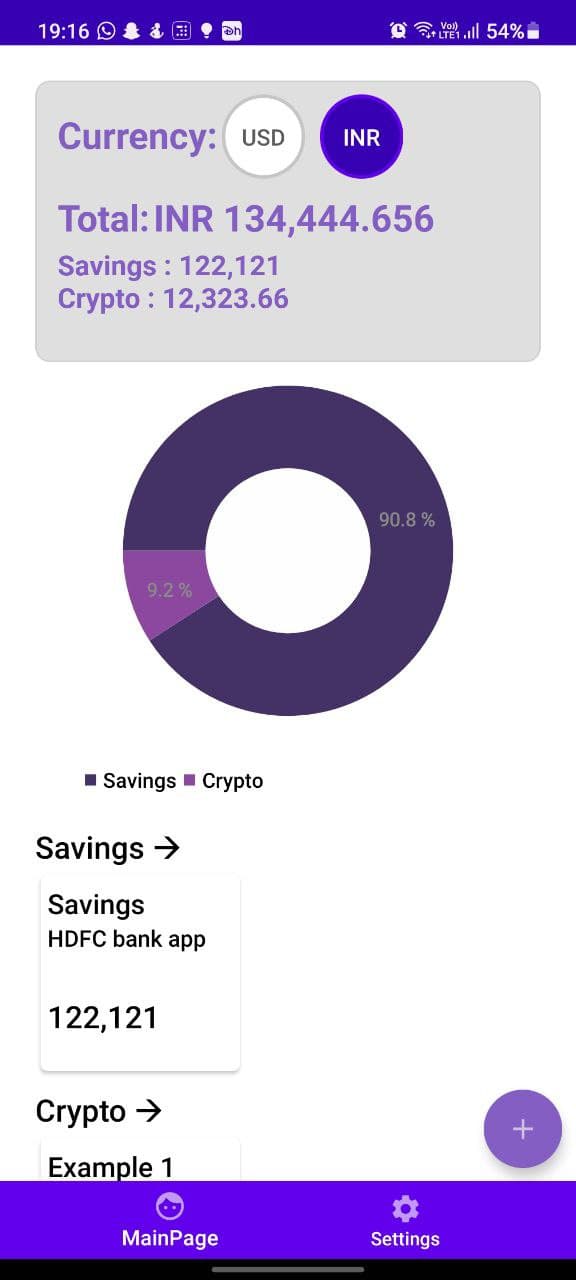 19:16 Vo)) LTE1 54%
Currency: USD INR
Total: INR 134,444.656
Savings : 122,121
Crypto : 12,323.66
90.8 %
9.2 %
Savings Crypto
Savings →
Savings
HDFC bank app
122,121
Crypto →
Example 1
+
MainPage Settings